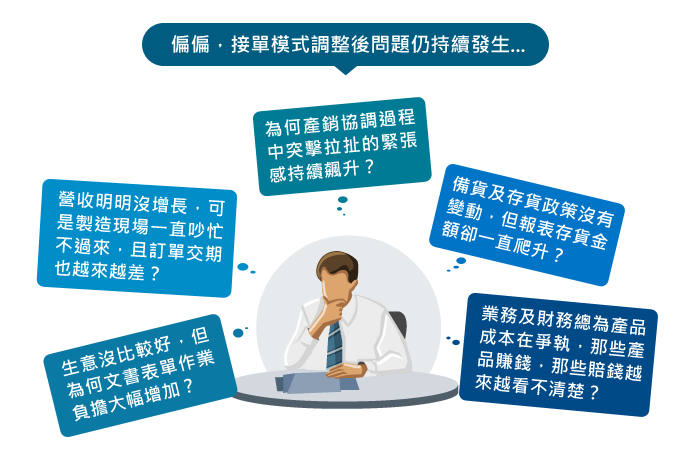 偏偏，接單模式調整後問題仍持續發生...
為何產銷協調過程
中突擊拉扯的緊張
感持續飆升？
營收明明沒增長，可
是製造現場一直吵忙
不過來，且訂單交期
也越來越差？
備貨及存貨政策沒有
變動，但報表存貨金
額卻一直爬升？
生意沒比較好，但
為何文書表單作業
負擔大幅增加？
業務及財務總為產品
成本在爭執，那些產
品賺錢，那些賠錢越
來越看不清楚？